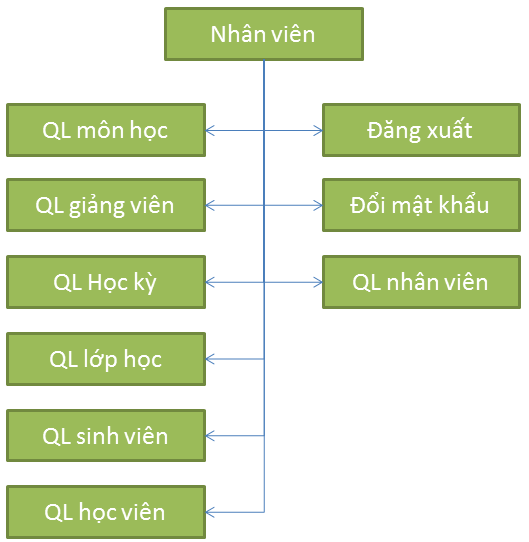 Nhân viên
QL môn học
Đăng xuất
QL giảng viên
Đổi mật khẩu
QL Học kỳ
QL nhân viên
QL lớp học
QL sinh viên
QL học viên